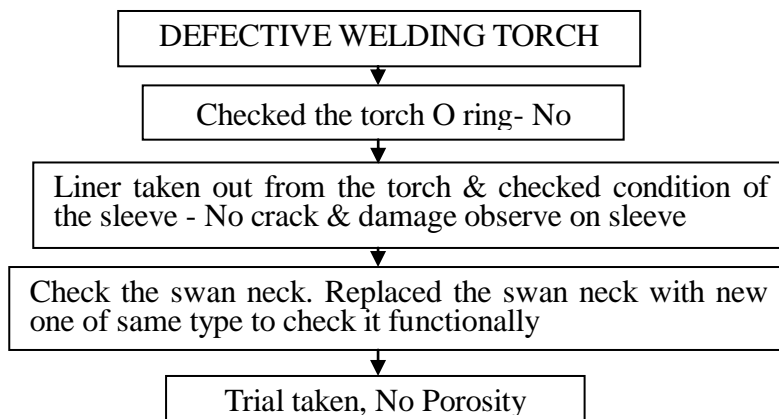 DEFECTIVE WELDING TORCH
Checked the torch O ring- No
Liner taken out from the torch & checked condition of
the sleeve - No crack & damage observe on sleeve
Check the swan neck. Replaced the swan neck with new
one of same type to check it functionally
Trial taken, No Porosity